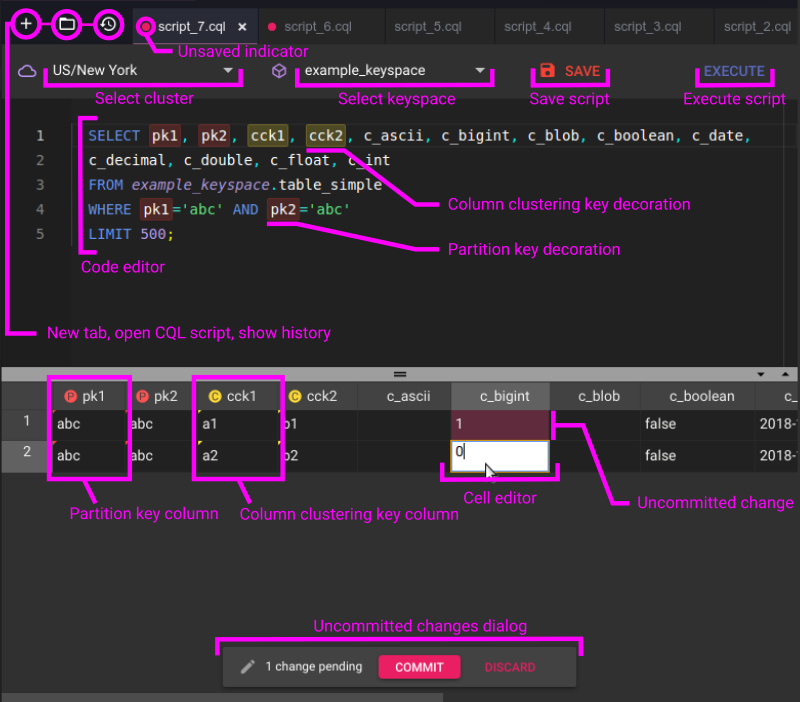 script_7.cql × script_6.cql script_5.cql script_4.cql script_3.cql script_2.cql
Unsaved indicator
US/New York example_keyspace SAVE EXECUTE
Select cluster Select keyspace Save script Execute script
1 SELECT pk1, pk2, cck1, cck2, c_ascii, c_bigint, c_blob, c_boolean, c_date,
2 c_decimal, c_double, c_float, c_int
3 FROM example_keyspace.table_simple
4 WHERE pk1='abc' AND pk2='abc'
5 LIMIT 500;
Column clustering key decoration
Partition key decoration
Code editor
New tab, open CQL script, show history
P pk1 P pk2 C cck1 C cck2 c_ascii c_bigint c_blob c_boolean c_
1 abc abc a1 b1 1 false 2018-
2 abc abc a2 b2 0 false 2018-
Cell editor
Uncommitted change
Partition key column Column clustering key column
Uncommitted changes dialog
1 change pending COMMIT DISCARD